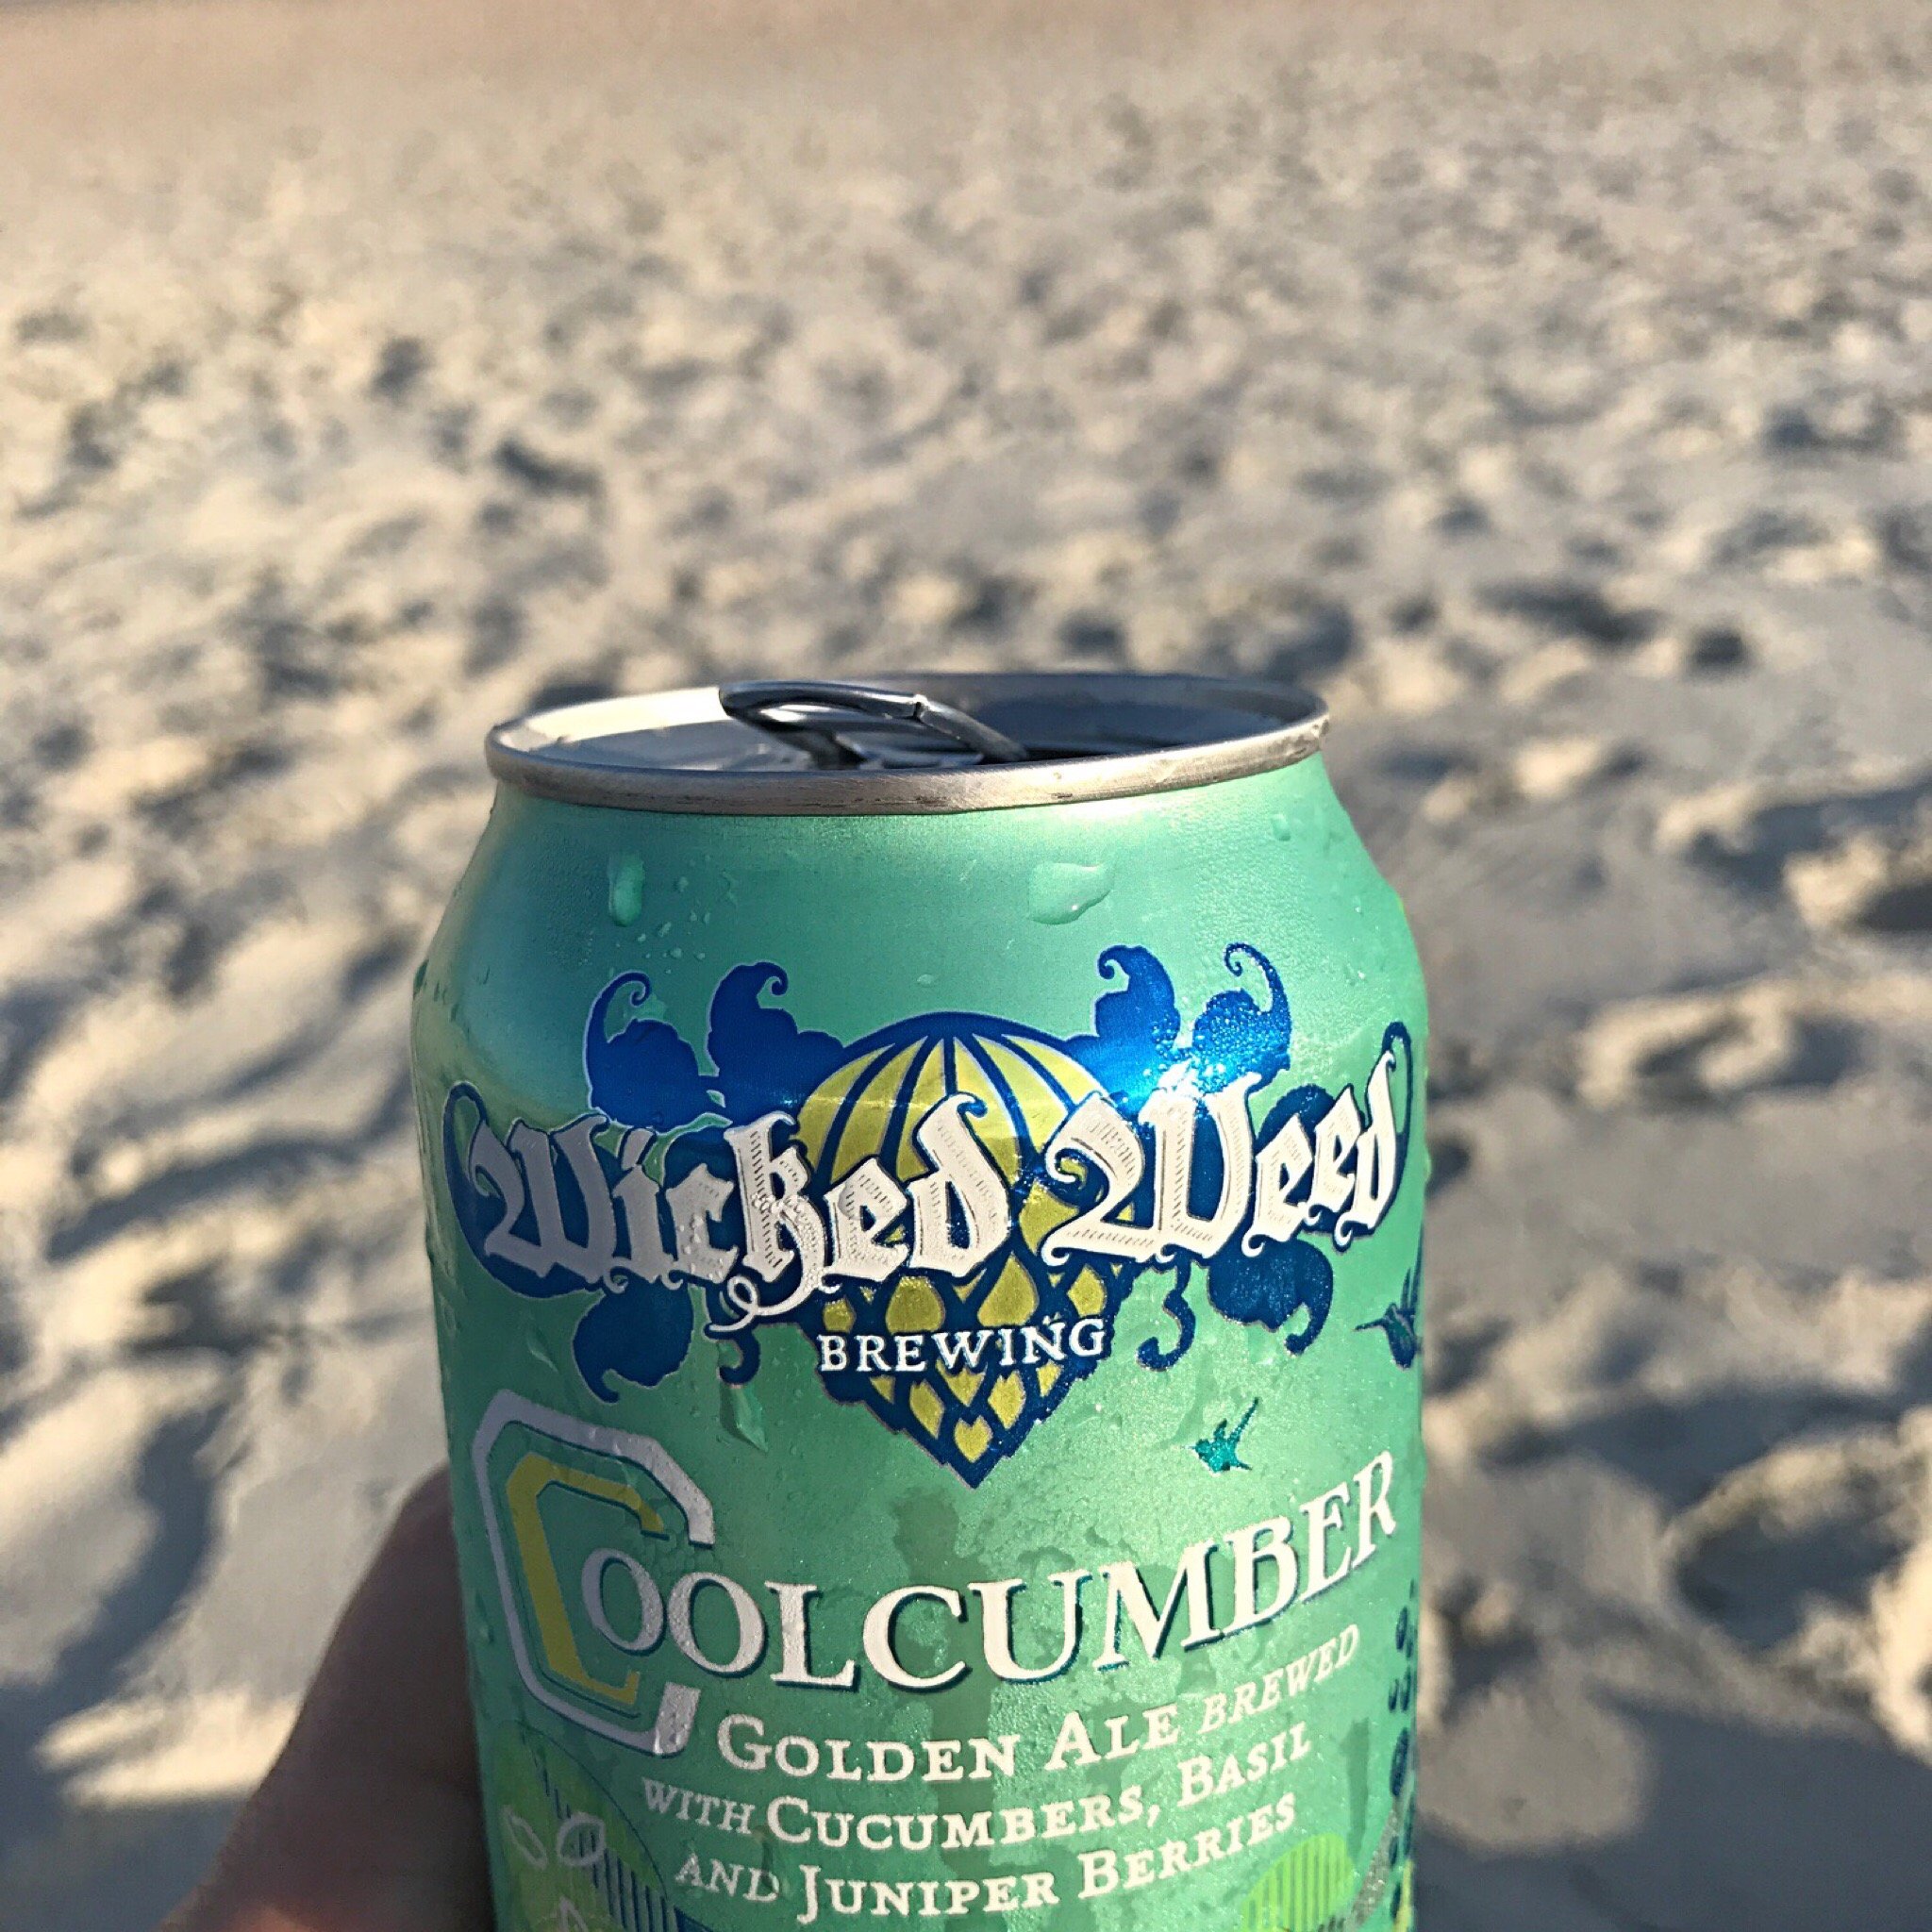 Wicked Weed
BREWING
COOLCUMBER
GOLDEN ALE BREWED
WITH CUCUMBERS, BASIL
AND JUNIPER BERRIES